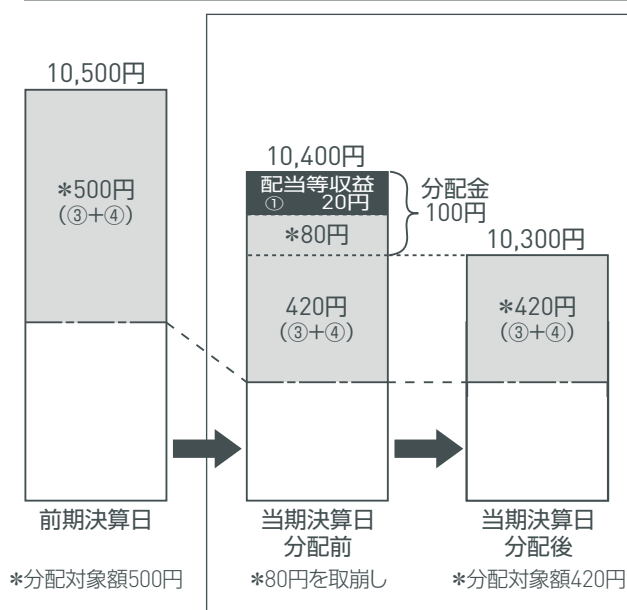 10,500円
*500円
(③+④)
前期決算日
*分配対象額500円
10,400円
配当等収益
① 20円
*80円
分配金
100円
420円
(③+④)
当期決算日
分配前
*80円を取崩し
10,300円
*420円
(③+④)
当期決算日
分配後
*分配対象額420円